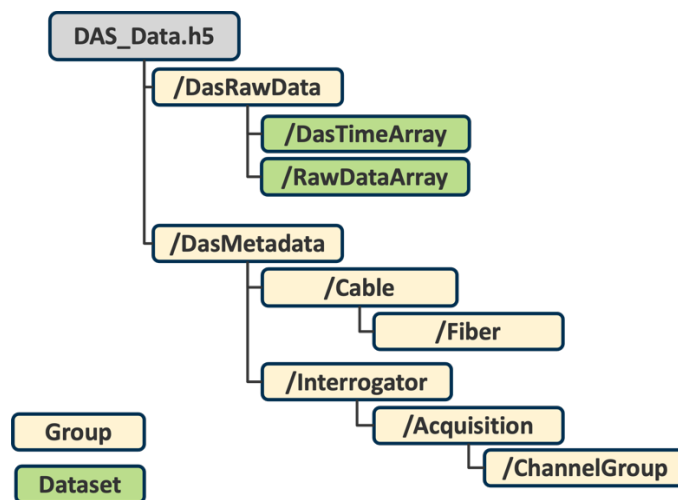 DAS_Data.h5
/DasRawData
/DasTimeArray
/RawDataArray
/DasMetadata
/Cable
/Fiber
/Interrogator
/Acquisition
/ChannelGroup
Group
Dataset